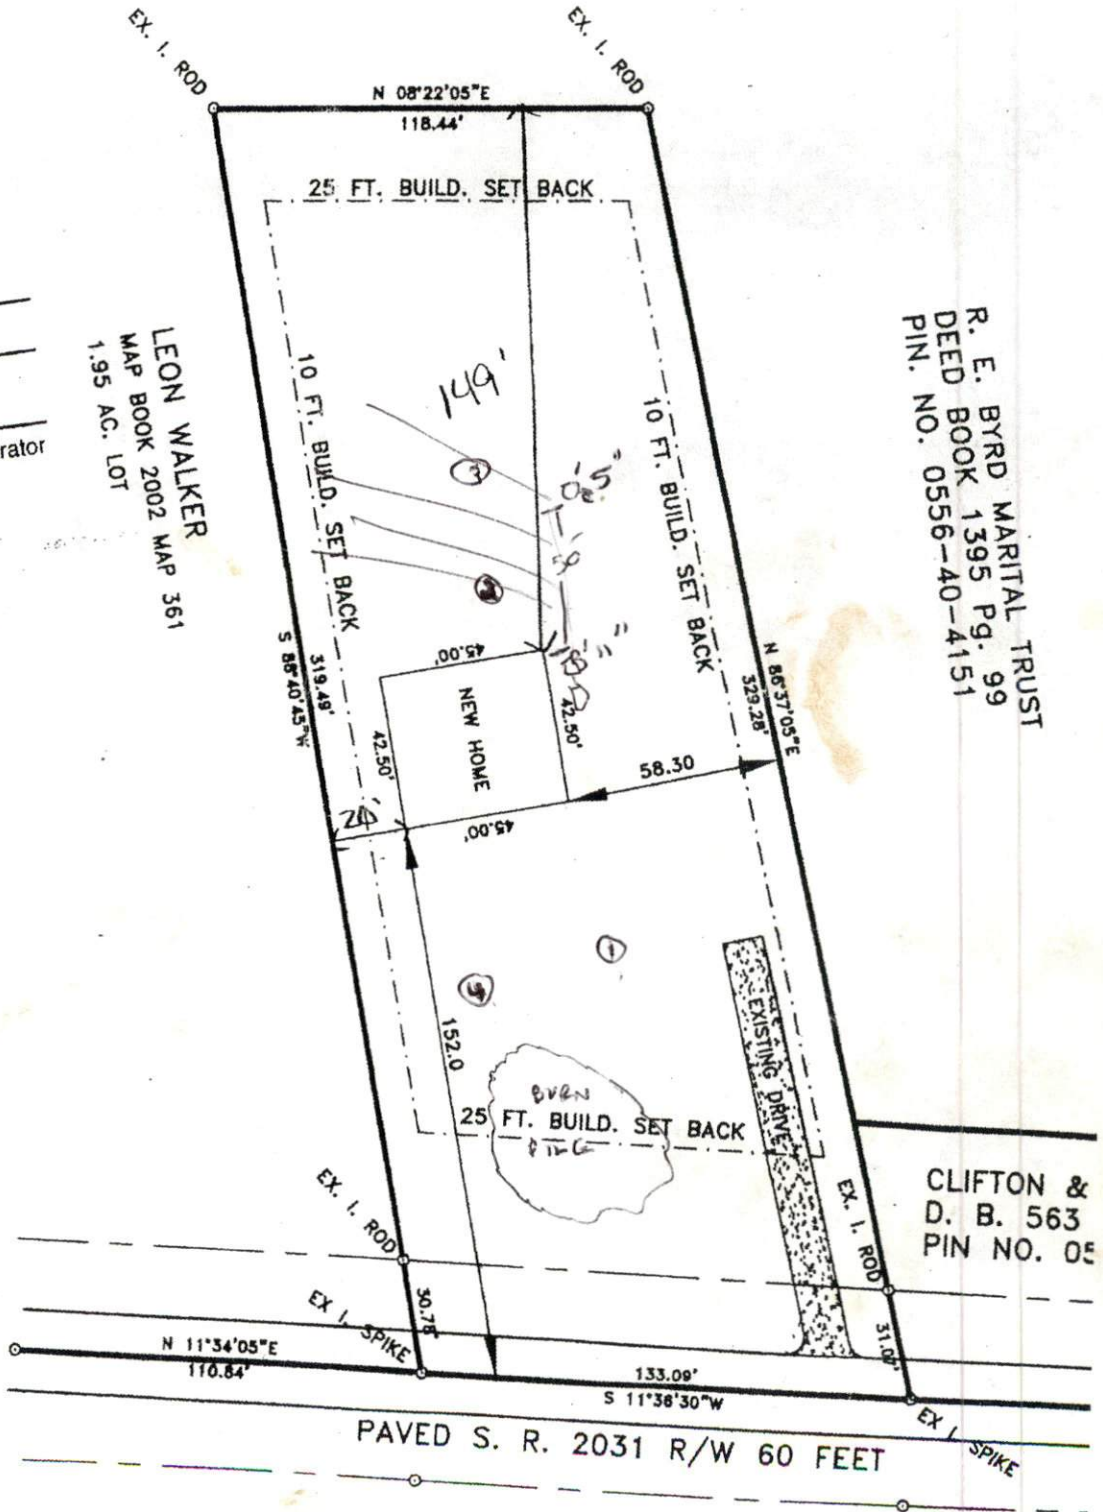 EX. I. ROD
EX. I. ROD
N 08°22'05"E
118.44'
25 FT. BUILD. SET BACK
R. E. BYRD MARITAL TRUST
DEED BOOK 1395 Pg. 99
PIN. NO. 0556-40-4151
LEON WALKER
MAP BOOK 2002 MAP 361
1.95 AC. LOT
rator
10 FT. BUILD. SET BACK
10 FT. BUILD. SET BACK
149'
S 88°40'45"W
319.49'
N 86°37'05"E
329.28'
45.00'
42.50'
NEW HOME
42.50'
45.00'
58.30
1
152.0
BURN
PILE
25 FT. BUILD. SET BACK
EXISTING DRIVE
CLIFTON &
D. B. 563
PIN NO. 05
EX. I. ROD
EX. I. ROD
30.78'
31.07'
EX I. SPIKE
N 11°34'05"E
110.84'
133.09'
S 11°36'30"W
EX I. SPIKE
PAVED S. R. 2031 R/W 60 FEET